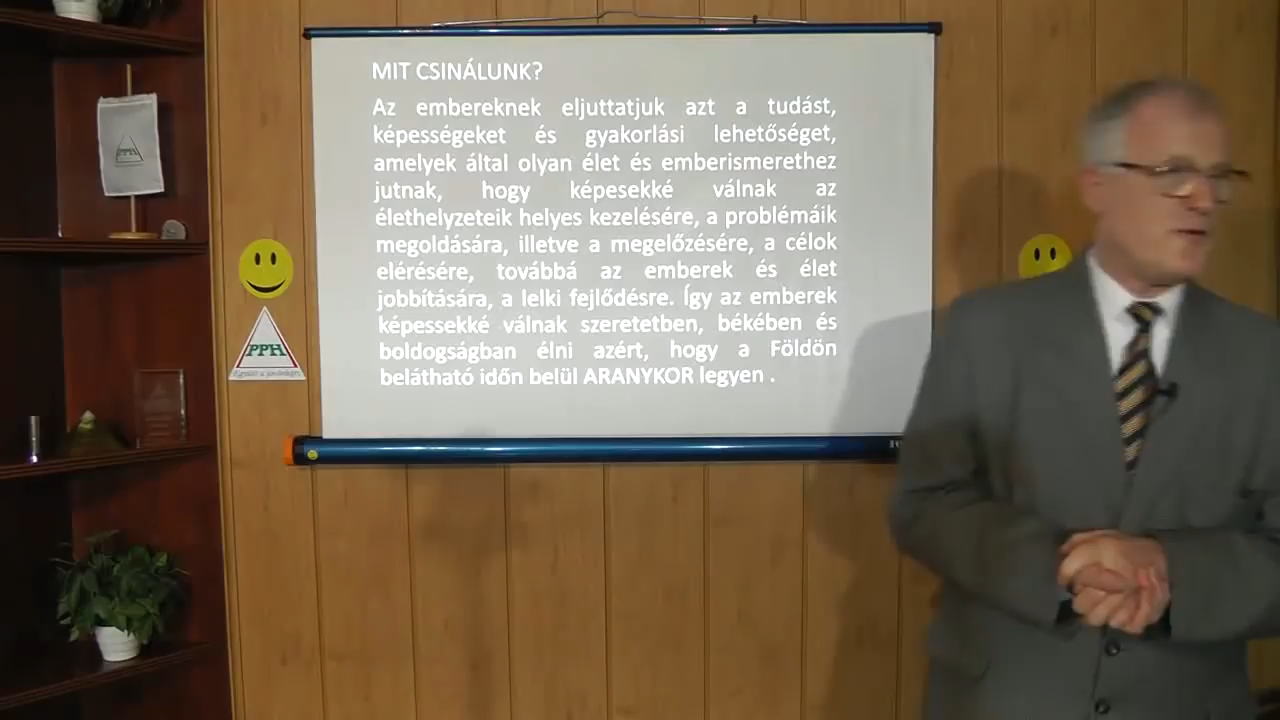 MIT CSINÁLUNK?
Az embereknek eljuttatjuk azt a tudást,
képességeket és gyakorlási lehetőséget,
amelyek által olyan élet és emberismerethez
jutnak, hogy képesekké válnak az
élethelyzeteik helyes kezelésére, a problémáik
megoldására, illetve a megelőzésére, a célok
elérésére, továbbá az emberek és élet
jobbítására, a lelki fejlődésre. Így az emberek
képessekké válnak szeretetben, békében és
boldogságban élni azért, hogy a Földön
belátható időn belül ARANYKOR legyen .
PPH